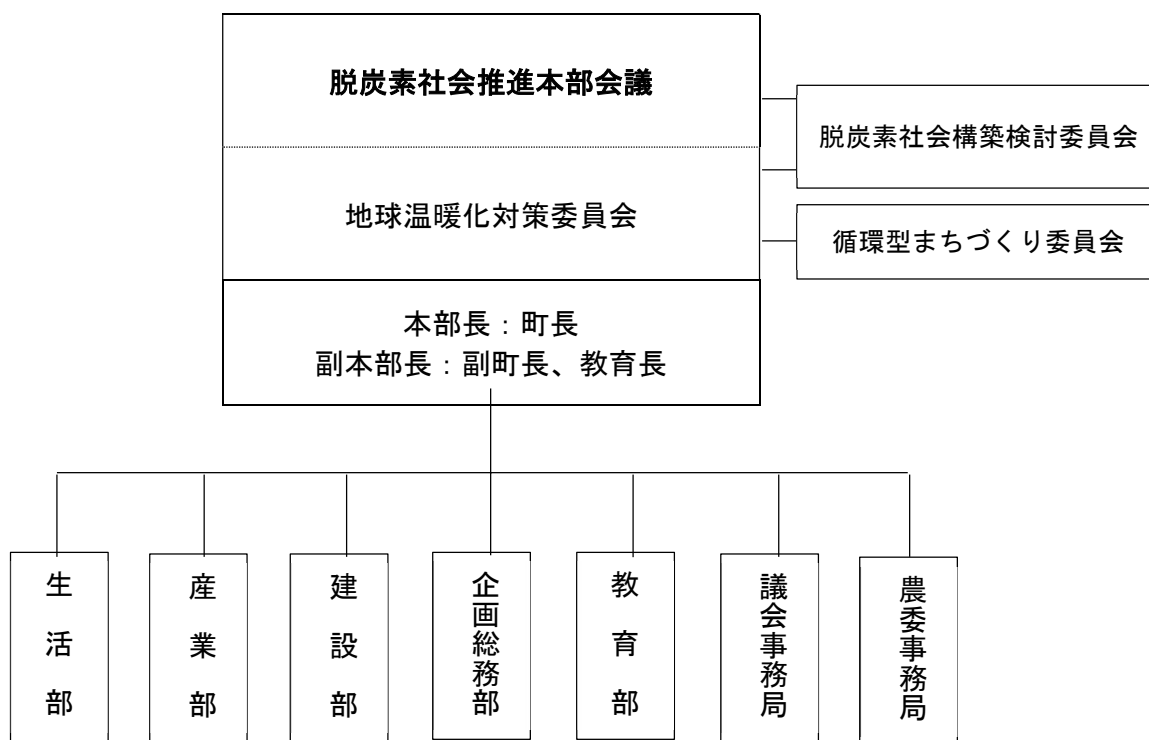 脱炭素社会推進本部会議
脱炭素社会構築検討委員会
地球温暖化対策委員会
循環型まちづくり委員会
本部長：町長
副本部長：副町長、教育長
生活部
産業部
建設部
企画総務部
教育部
議会事務局
農委事務局